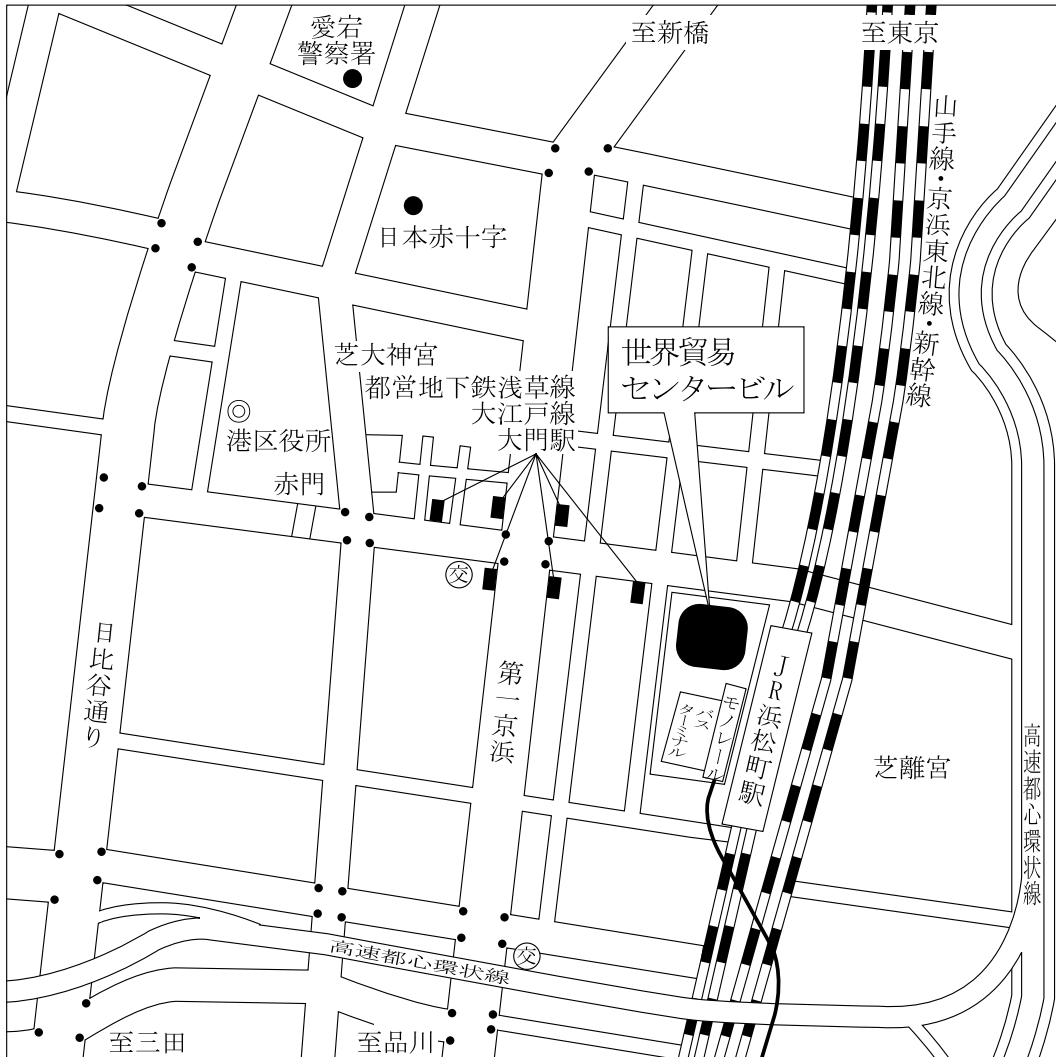 愛宕
警察署
至新橋
至東京
山手線・京浜東北線・新幹線
日本赤十字
芝大神宮
都営地下鉄浅草線
大江戸線
大門駅
世界貿易
センタービル
港区役所
赤門
交
日比谷通り
第一京浜
モノレール
バス
ターミナル
JR浜松町駅
芝離宮
高速都心環状線
高速都心環状線
交
至三田
至品川